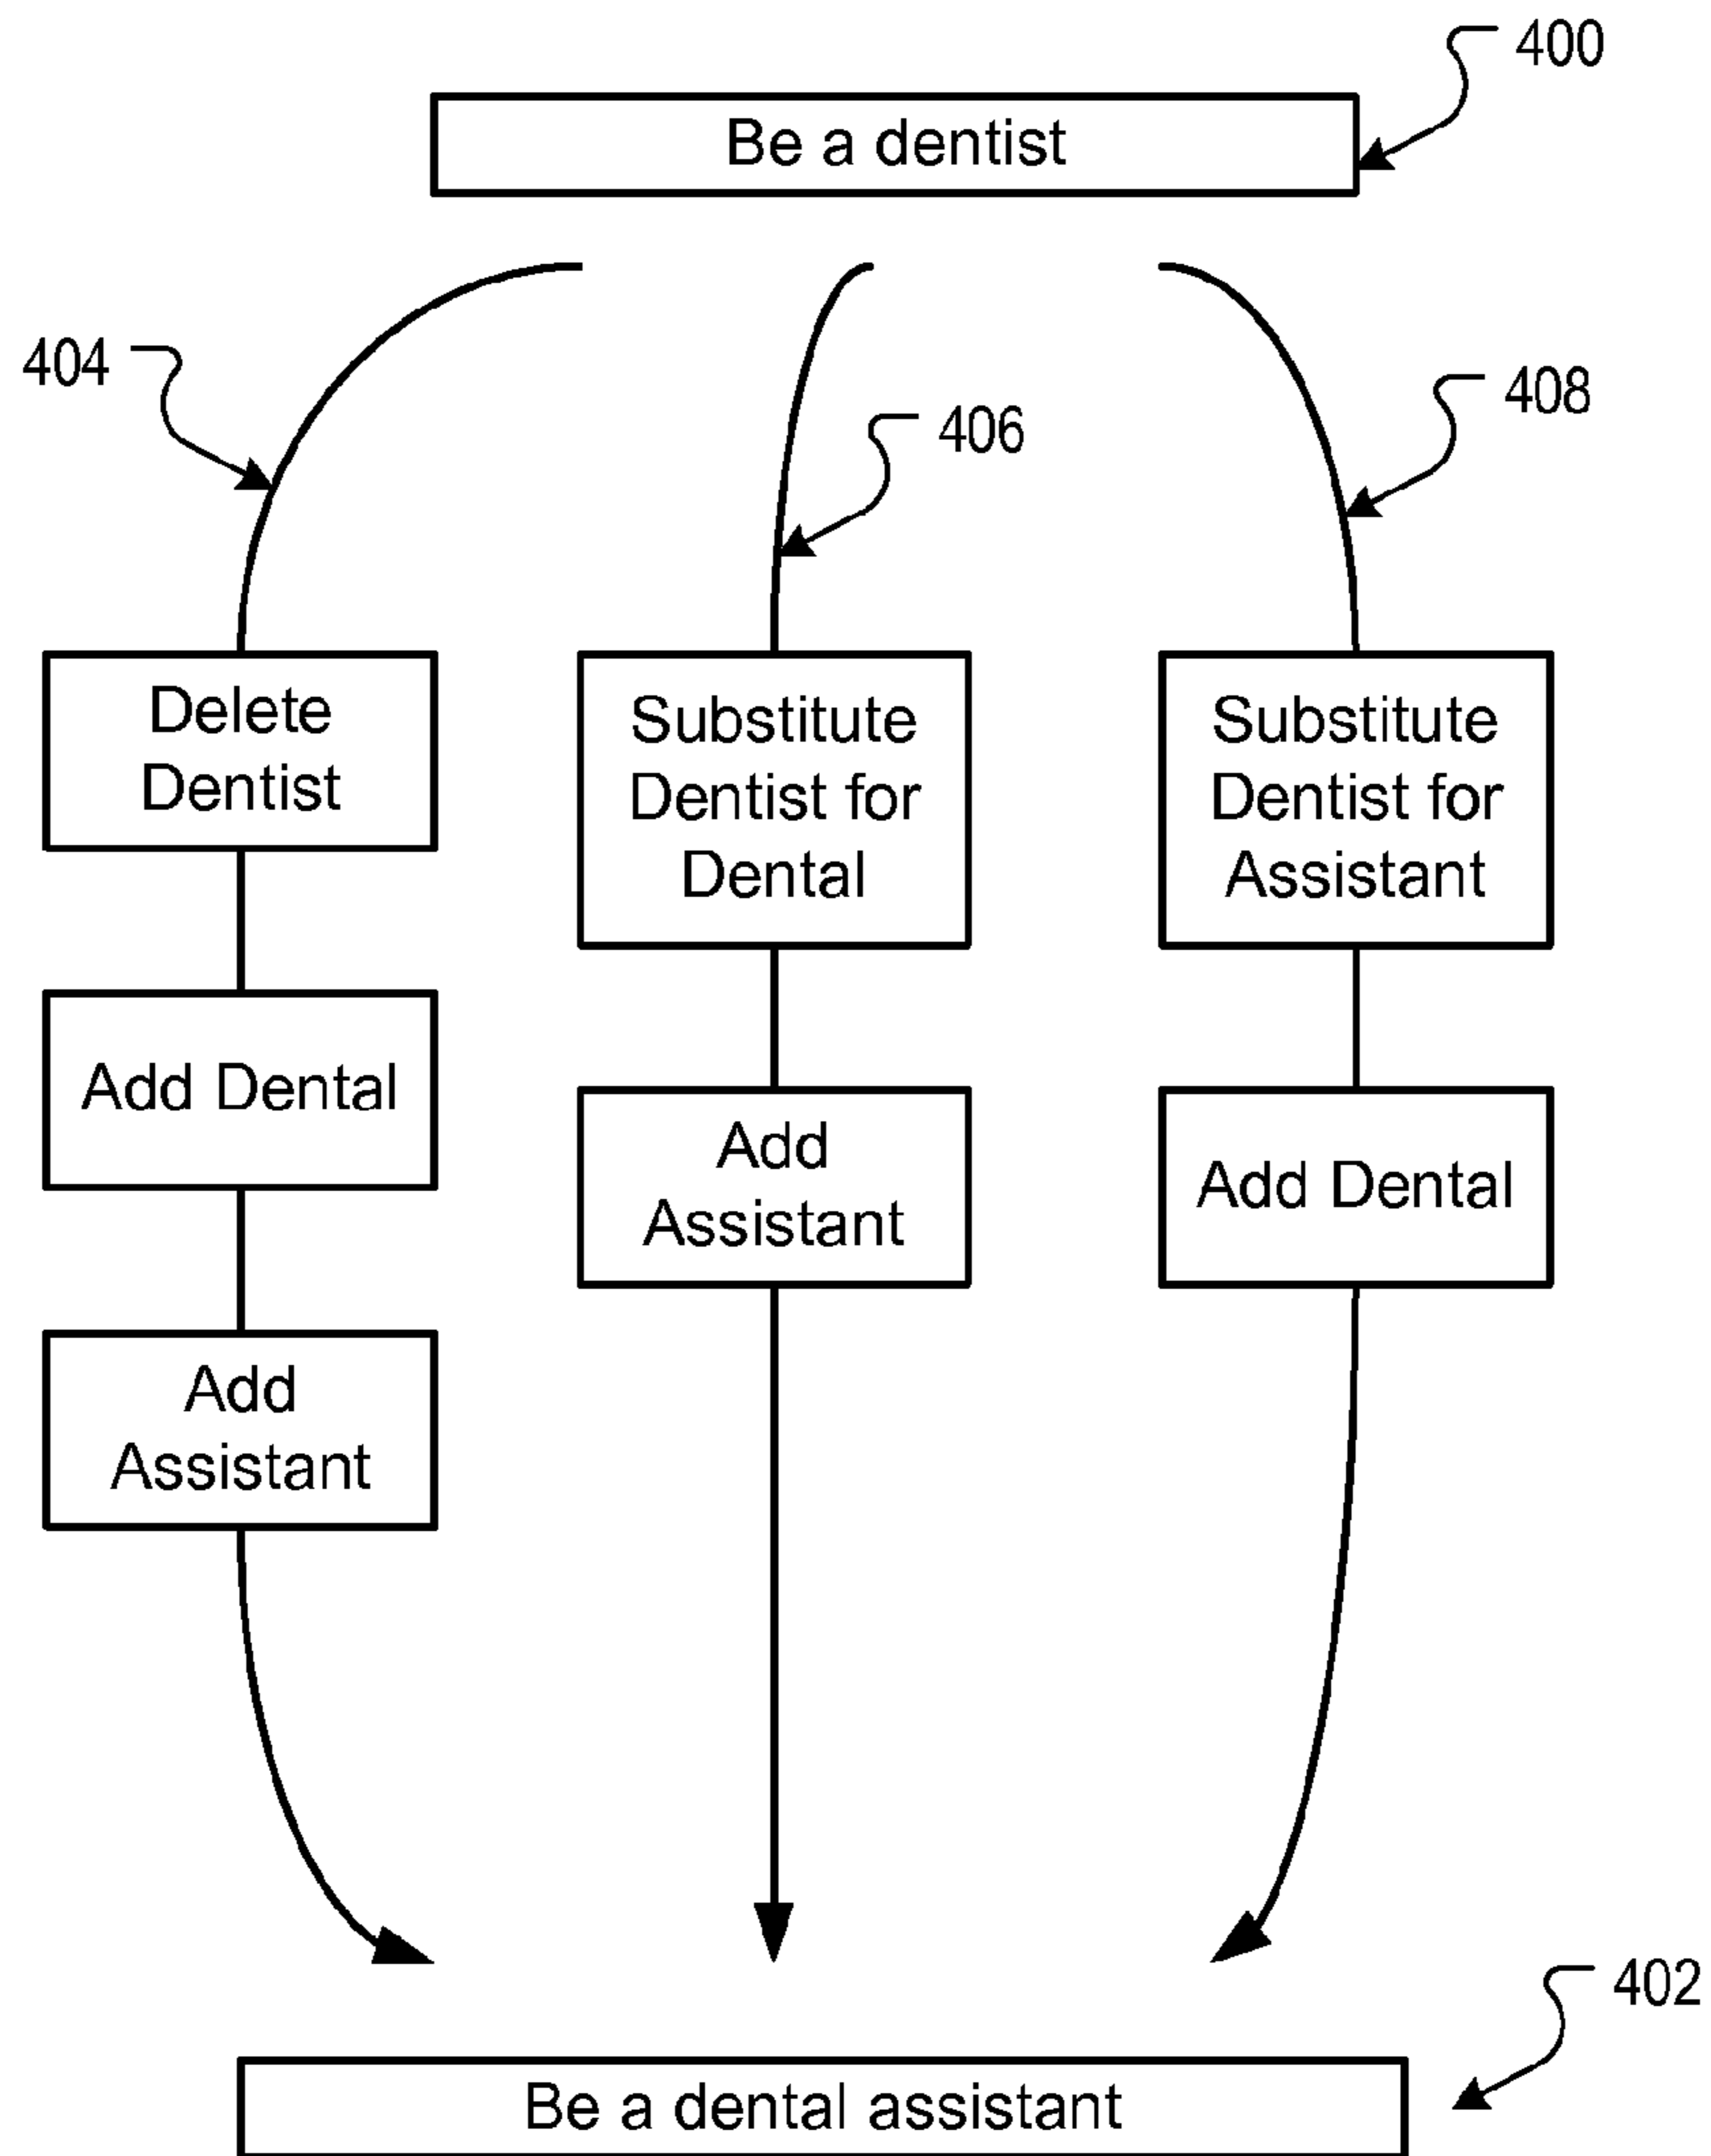 400
Be a dentist
404
406
408
Delete
Dentist
Add Dental
Add
Assistant
Substitute
Dentist for
Dental
Add
Assistant
Substitute
Dentist for
Assistant
Add Dental
402
Be a dental assistant